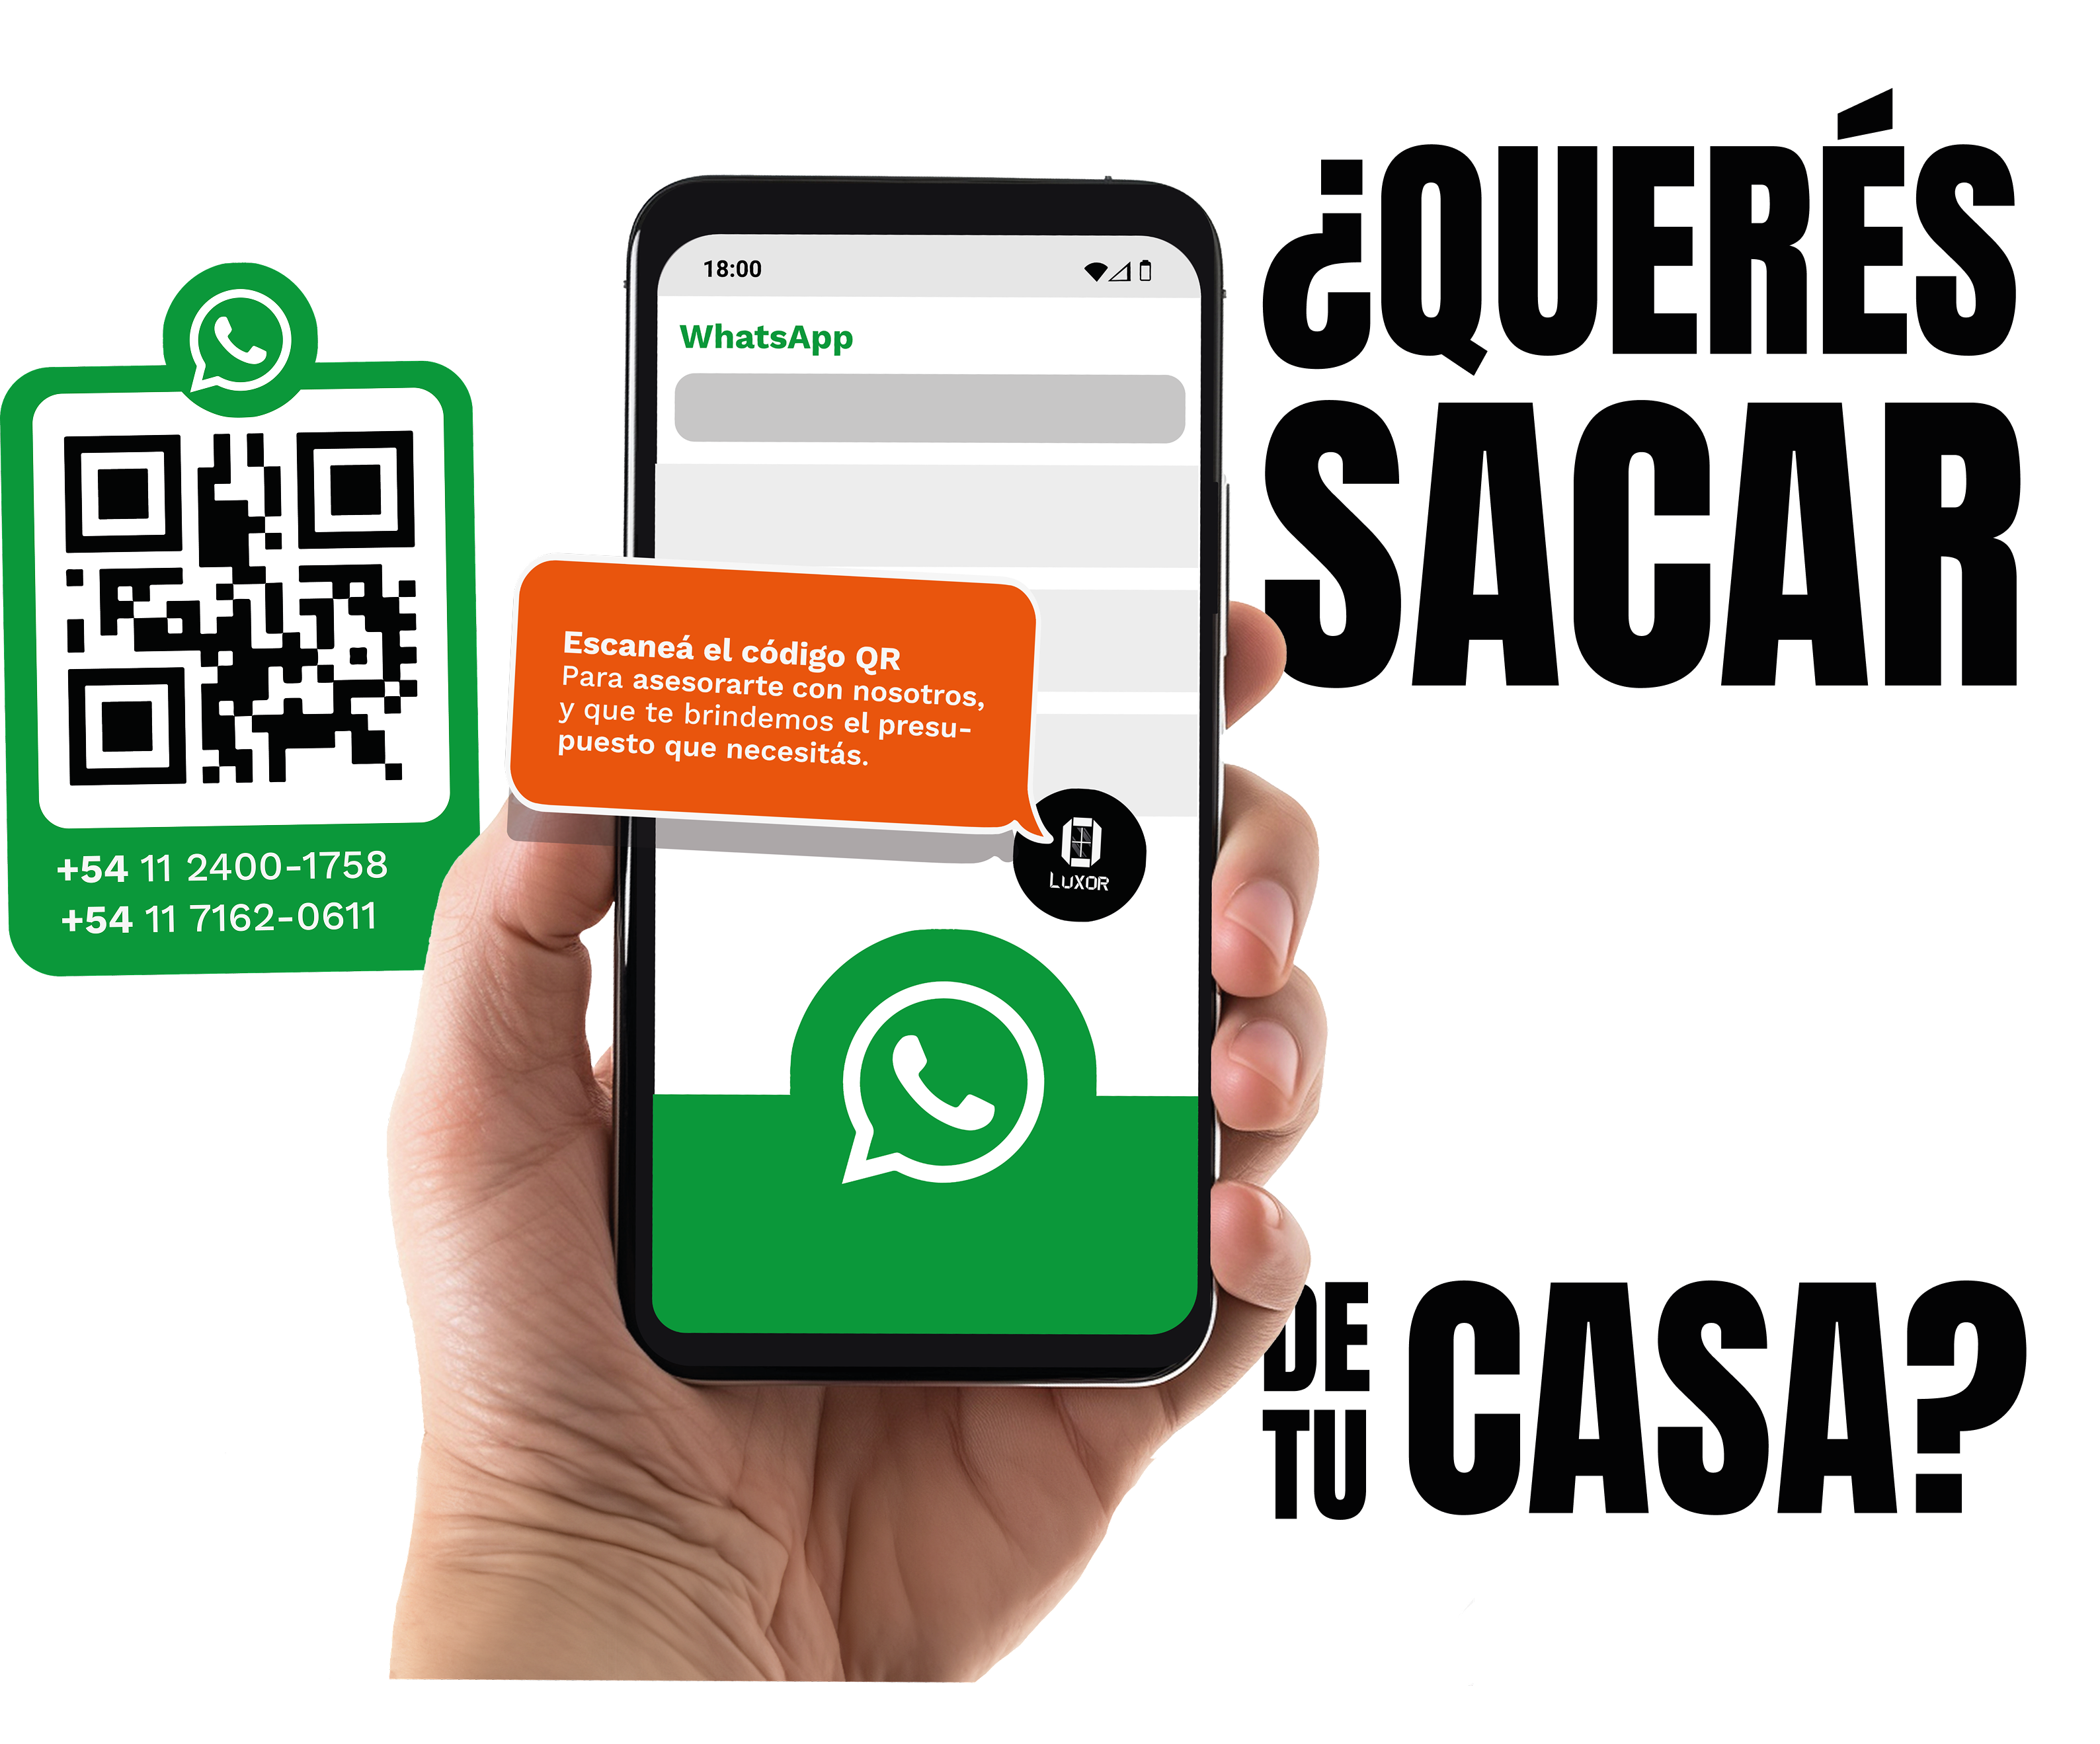 ¿QUERÉS
SACAR
DE
TU
CASA?
18:00
WhatsApp
Escaneá el código QR
Para asesorarte con nosotros,
y que te brindemos el presu-
puesto que necesitás.
LUXOR
+54 11 2400-1758
+54 11 7162-0611